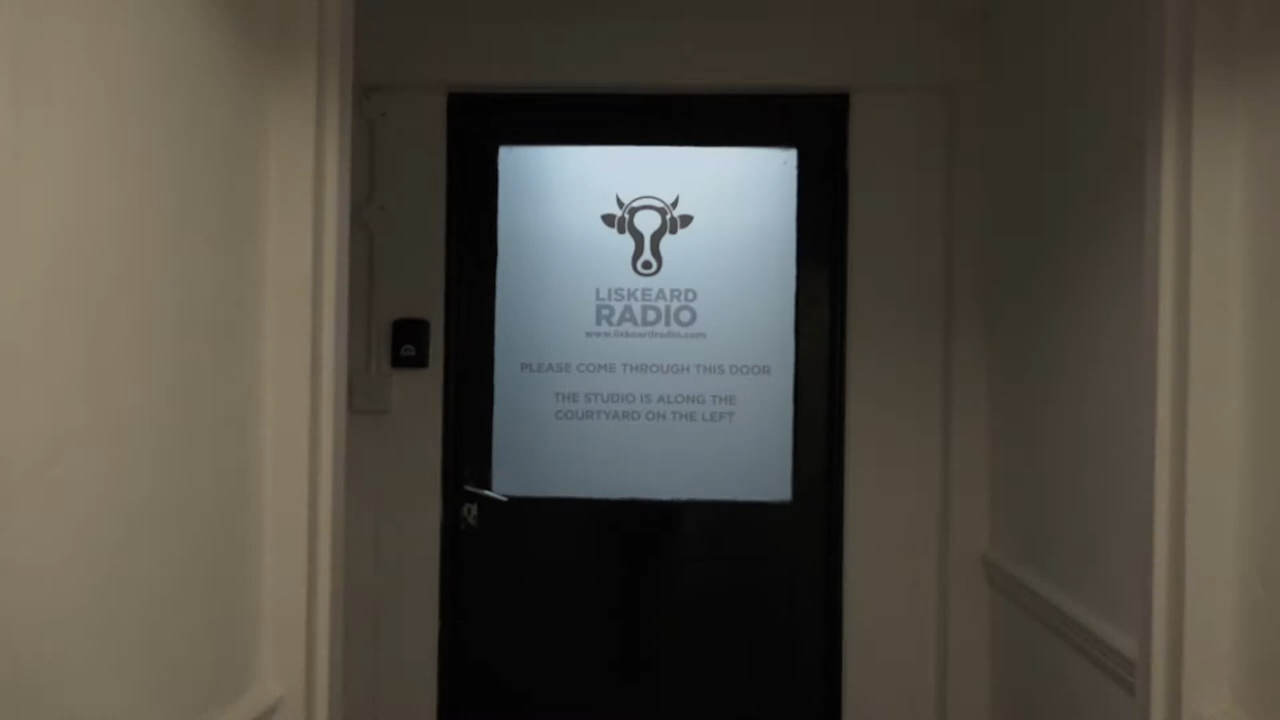 LISKEARD
RADIO
www.liskeardradio.com
PLEASE COME THROUGH THIS DOOR
THE STUDIO IS ALONG THE
COURTYARD ON THE LEFT